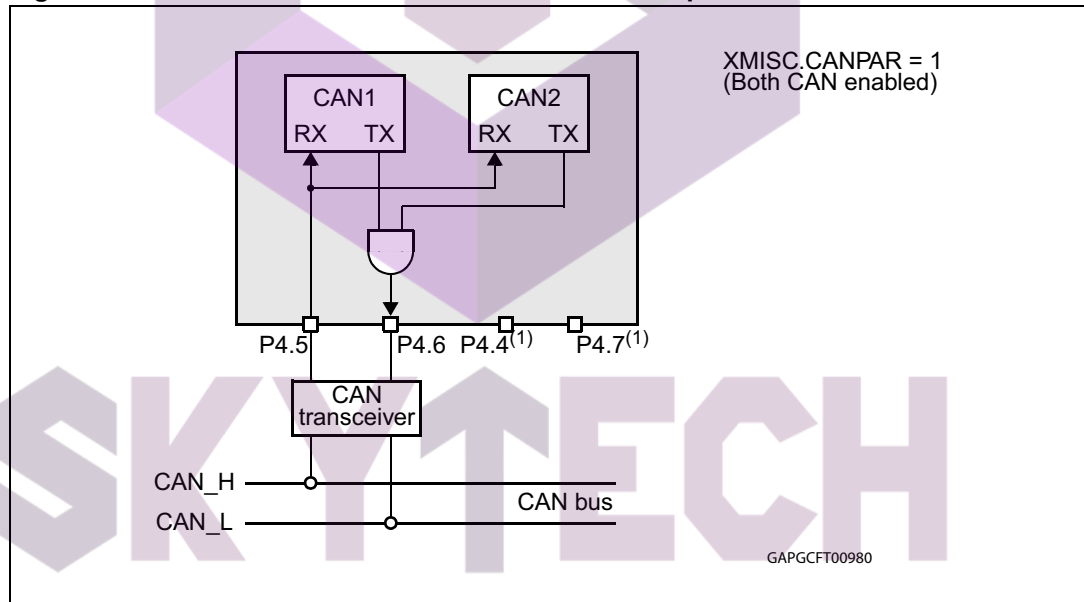 XMISC.CANPAR = 1
(Both CAN enabled)
CAN1
RX TX
CAN2
RX TX
P4.5
P4.6
P4.4(1)
P4.7(1)
CAN
transceiver
CAN_H
CAN bus
CAN_L
SKYTECH
GAPGCFT00980